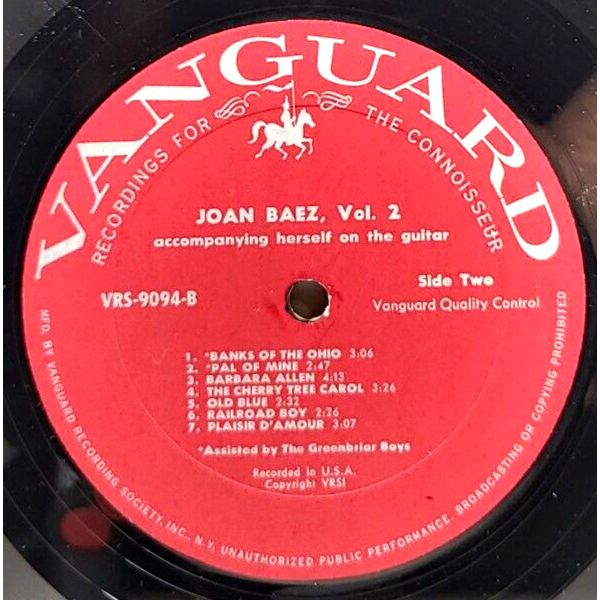 VANGUARD
RECORDINGS FOR THE CONNOISSEUR
JOAN BAEZ, Vol. 2
accompanying herself on the guitar
Side Two
VRS-9094-B
Vanguard Quality Control
1. *BANKS OF THE OHIO 3:06
2. *PAL OF MINE 2:47
3. BARBARA ALLEN 4:13
4. THE CHERRY TREE CAROL 3:26
5. OLD BLUE 2:32
6. RAILROAD BOY 2:26
7. PLAISIR D'AMOUR 3:07
*Assisted by The Greenbriar Boys
Recorded in U.S.A.
Copyright VRSI
MFD. BY VANGUARD RECORDING SOCIETY, INC., N.Y. UNAUTHORIZED PUBLIC PERFORMANCE, BROADCASTING OR COPYING PROHIBITED